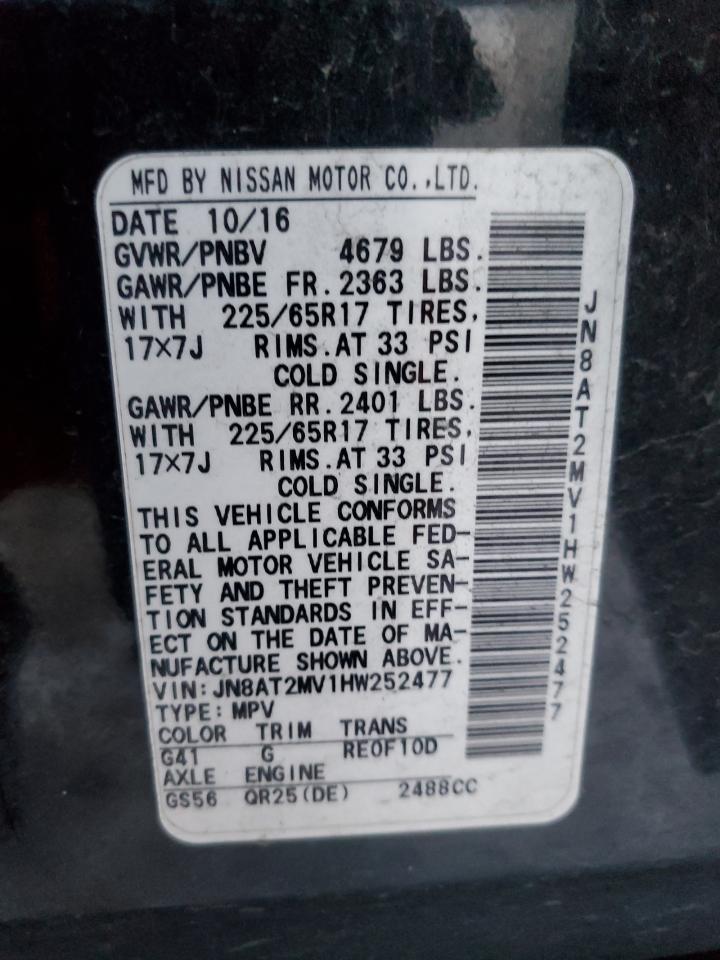 MFD BY NISSAN MOTOR CO.,LTD.
DATE 10/16
GVWR/PNBV 4679 LBS.
GAWR/PNBE FR. 2363 LBS.
WITH 225/65R17 TIRES,
17×7J RIMS.AT 33 PSI
COLD SINGLE.
GAWR/PNBE RR. 2401 LBS.
WITH 225/65R17 TIRES,
17×7J RIMS.AT 33 PSI
COLD SINGLE.
THIS VEHICLE CONFORMS
TO ALL APPLICABLE FED-
ERAL MOTOR VEHICLE SA-
FETY AND THEFT PREVEN-
TION STANDARDS IN EFF-
ECT ON THE DATE OF MA-
NUFACTURE SHOWN ABOVE.
VIN:JN8AT2MV1HW252477
TYPE:MPV
COLOR TRIM TRANS
G41 G RE0F10D
AXLE ENGINE
GS56 QR25(DE) 2488CC
JN8AT2MV1HW252477